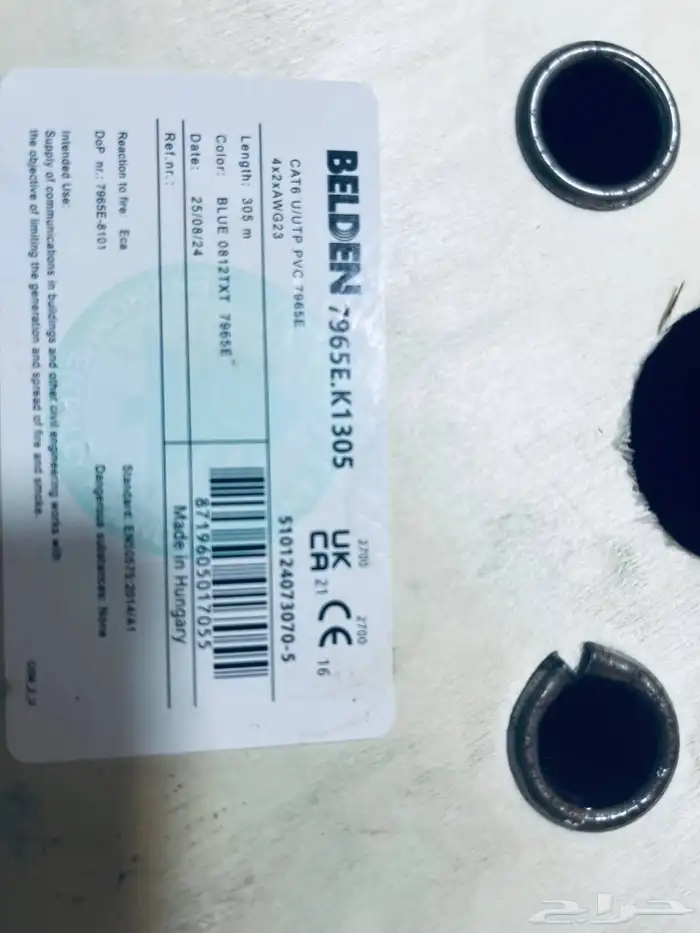 BELDEN 7965E.K1305
CAT6 U/UTP PVC 7965E
4x2xAWG23
Length: 305 m
Color: BLUE 0812TXT 7965E
Date: 25/08/24
Ref.nr.:
2700 2700
UK CA 21 CE 16
510124073070-5
8719605017055
Made in Hungary
Reaction to fire: Eca
Standard: EN50575:2014/A1
DoP nr.: 7965E-8101
Dangerous substances: None
Intended Use:
Supply of communications in buildings and other civil engineering works with
the objective of limiting the generation and spread of fire and smoke.
حراج